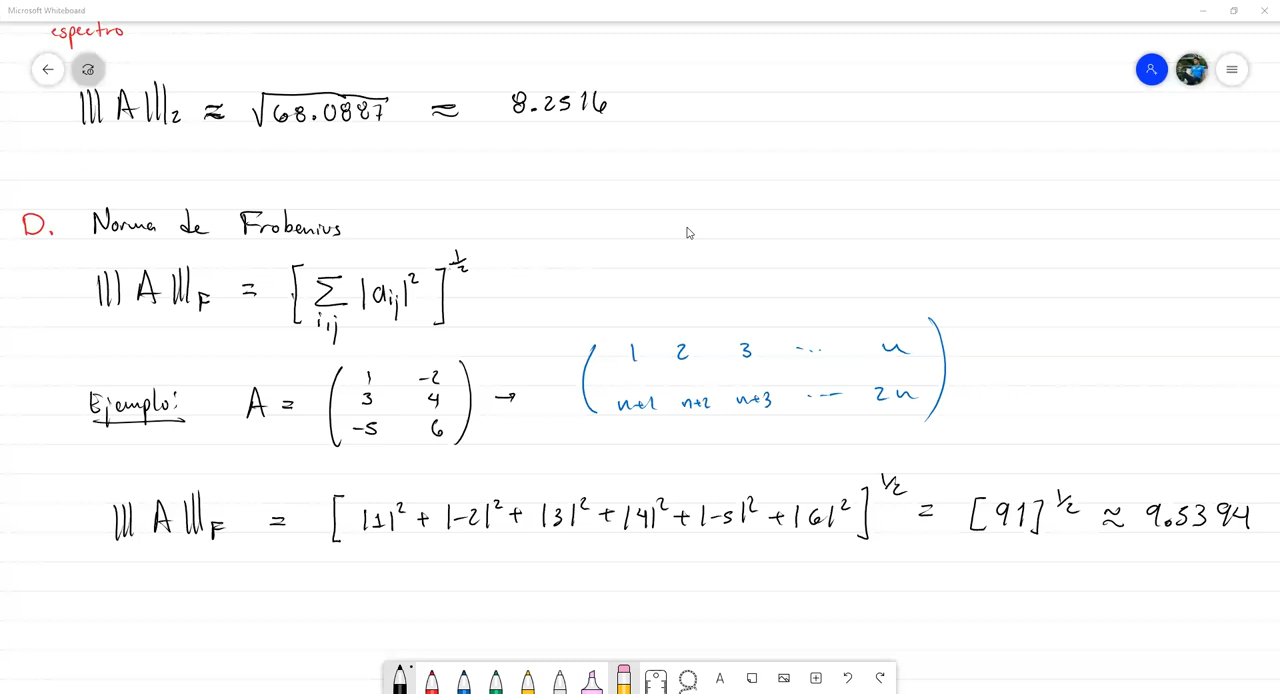 Microsoft Whiteboard
espectro
|||A|||₂ ≈ √68.0887 ≈ 8.2516
D. Norma de Frobenius
|||A|||_F = [∑_{i,j} |a_{ij}|²]^{1/2}
Ejemplo: A = (1 -2; 3 4; -5 6) → (1 2 3 ... n; n+1 n+2 n+3 ... 2n)
|||A|||_F = [|1|² + |-2|² + |3|² + |4|² + |-5|² + |6|²]^{1/2} = [91]^{1/2} ≈ 9.5394
A